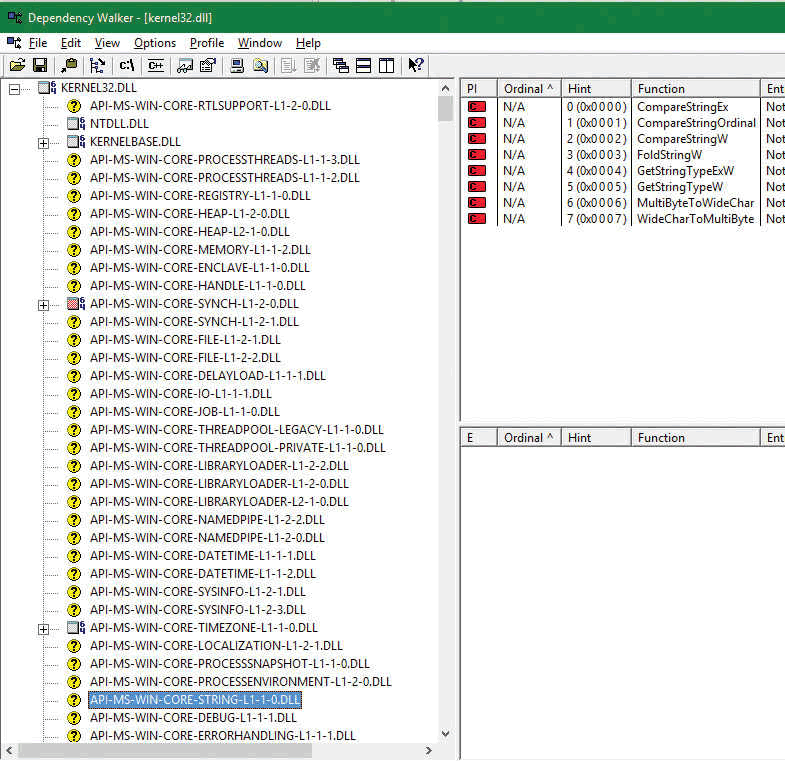 Dependency Walker - [kernel32.dll]
File Edit View Options Profile Window Help
C:\ C++
KERNEL32.DLL
API-MS-WIN-CORE-RTLSUPPORT-L1-2-0.DLL
NTDLL.DLL
KERNELBASE.DLL
API-MS-WIN-CORE-PROCESSTHREADS-L1-1-3.DLL
API-MS-WIN-CORE-PROCESSTHREADS-L1-1-2.DLL
API-MS-WIN-CORE-REGISTRY-L1-1-0.DLL
API-MS-WIN-CORE-HEAP-L1-2-0.DLL
API-MS-WIN-CORE-HEAP-L2-1-0.DLL
API-MS-WIN-CORE-MEMORY-L1-1-2.DLL
API-MS-WIN-CORE-ENCLAVE-L1-1-0.DLL
API-MS-WIN-CORE-HANDLE-L1-1-0.DLL
API-MS-WIN-CORE-SYNCH-L1-2-0.DLL
API-MS-WIN-CORE-SYNCH-L1-2-1.DLL
API-MS-WIN-CORE-FILE-L1-2-1.DLL
API-MS-WIN-CORE-FILE-L1-2-2.DLL
API-MS-WIN-CORE-DELAYLOAD-L1-1-1.DLL
API-MS-WIN-CORE-IO-L1-1-1.DLL
API-MS-WIN-CORE-JOB-L1-1-0.DLL
API-MS-WIN-CORE-THREADPOOL-LEGACY-L1-1-0.DLL
API-MS-WIN-CORE-THREADPOOL-PRIVATE-L1-1-0.DLL
API-MS-WIN-CORE-LIBRARYLOADER-L1-2-2.DLL
API-MS-WIN-CORE-LIBRARYLOADER-L1-2-0.DLL
API-MS-WIN-CORE-LIBRARYLOADER-L2-1-0.DLL
API-MS-WIN-CORE-NAMEDPIPE-L1-2-2.DLL
API-MS-WIN-CORE-NAMEDPIPE-L1-2-0.DLL
API-MS-WIN-CORE-DATETIME-L1-1-1.DLL
API-MS-WIN-CORE-DATETIME-L1-1-2.DLL
API-MS-WIN-CORE-SYSINFO-L1-2-1.DLL
API-MS-WIN-CORE-SYSINFO-L1-2-3.DLL
API-MS-WIN-CORE-TIMEZONE-L1-1-0.DLL
API-MS-WIN-CORE-LOCALIZATION-L1-2-1.DLL
API-MS-WIN-CORE-PROCESSSNAPSHOT-L1-1-0.DLL
API-MS-WIN-CORE-PROCESSENVIRONMENT-L1-2-0.DLL
API-MS-WIN-CORE-STRING-L1-1-0.DLL
API-MS-WIN-CORE-DEBUG-L1-1-1.DLL
API-MS-WIN-CORE-ERRORHANDLING-L1-1-1.DLL
PI Ordinal ^ Hint Function Ent
N/A 0 (0x0000) CompareStringEx Not
N/A 1 (0x0001) CompareStringOrdinal Not
N/A 2 (0x0002) CompareStringW Not
N/A 3 (0x0003) FoldStringW Not
N/A 4 (0x0004) GetStringTypeExW Not
N/A 5 (0x0005) GetStringTypeW Not
N/A 6 (0x0006) MultiByteToWideChar Not
N/A 7 (0x0007) WideCharToMultiByte Not
E Ordinal ^ Hint Function Ent